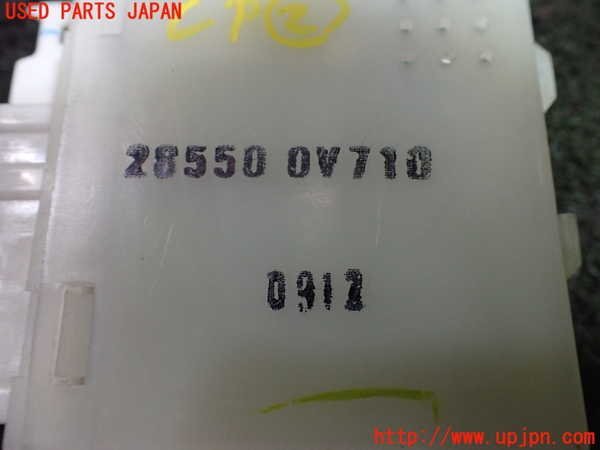 USED PARTS JAPAN
28550 0V710
0912
http://www.upjpn.com